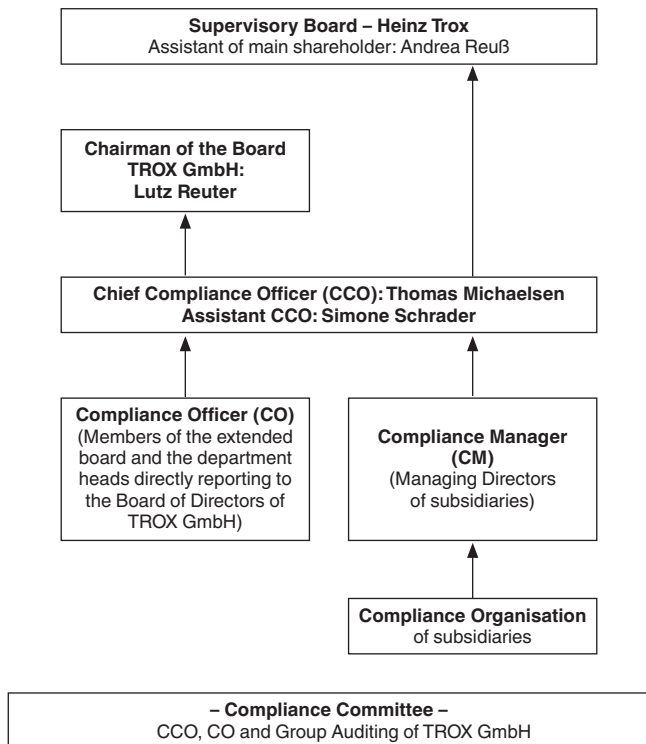 Supervisory Board – Heinz Trox
Assistant of main shareholder: Andrea Reuß
Chairman of the Board
TROX GmbH:
Lutz Reuter
Chief Compliance Officer (CCO): Thomas Michaelsen
Assistant CCO: Simone Schrader
Compliance Officer (CO)
(Members of the extended
board and the department
heads directly reporting to
the Board of Directors of
TROX GmbH)
Compliance Manager
(CM)
(Managing Directors
of subsidiaries)
Compliance Organisation
of subsidiaries
– Compliance Committee –
CCO, CO and Group Auditing of TROX GmbH